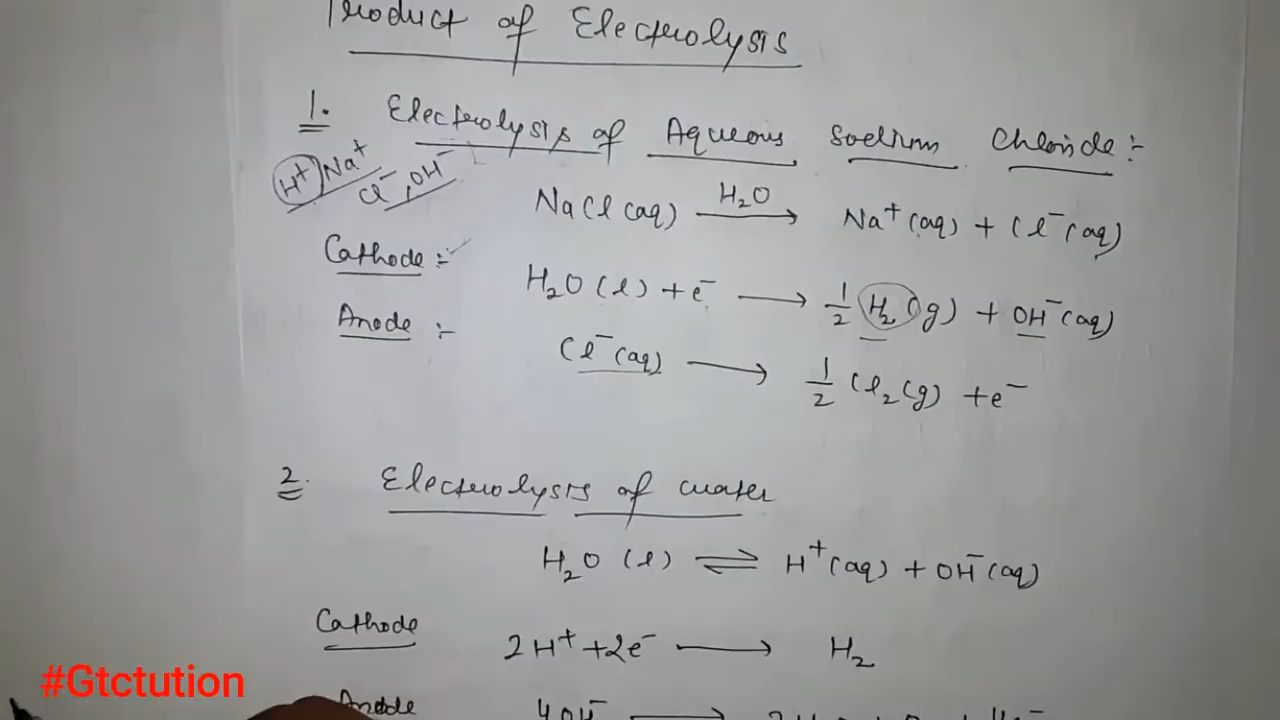 Product of Electrolysis
1. Electrolysis of Aqueous Sodium Chloride :-
H⁺ Na⁺
Cl⁻, OH⁻
NaCl (aq) —H₂O→ Na⁺ (aq) + Cl⁻ (aq)
Cathode :-
H₂O (l) + e⁻ → 1/2 H₂ (g) + OH⁻ (aq)
Anode :-
Cl⁻ (aq) → 1/2 Cl₂ (g) + e⁻
2. Electrolysis of water
H₂O (l) ⇌ H⁺ (aq) + OH⁻ (aq)
Cathode 2H⁺ + 2e⁻ → H₂
#Gtctution
Anode 4OH⁻ →